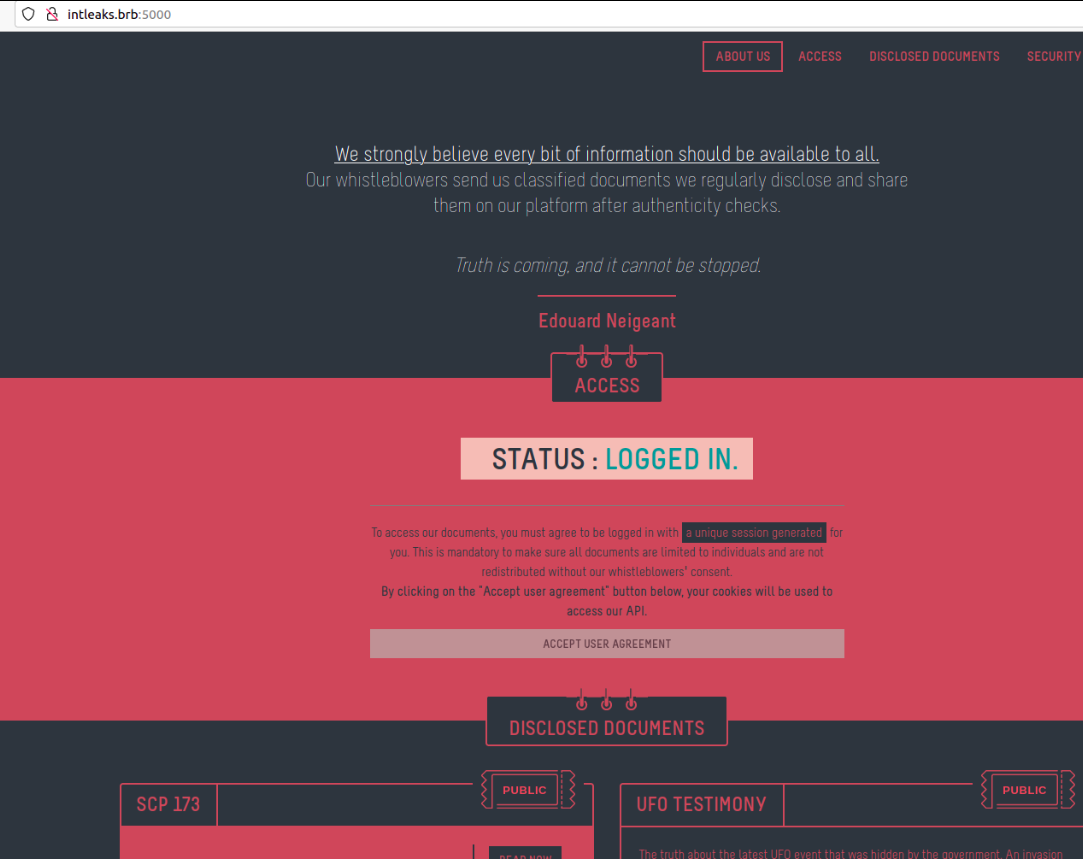 intleaks.brb:5000
ABOUT US ACCESS DISCLOSED DOCUMENTS SECURITY
We strongly believe every bit of information should be available to all.
Our whistleblowers send us classified documents we regularly disclose and share
them on our platform after authenticity checks.
Truth is coming, and it cannot be stopped.
Edouard Neigeant
ACCESS
STATUS : LOGGED IN.
To access our documents, you must agree to be logged in with a unique session generated for
you. This is mandatory to make sure all documents are limited to individuals and are not
redistributed without our whistleblowers' consent.
By clicking on the "Accept user agreement" button below, your cookies will be used to
access our API.
ACCEPT USER AGREEMENT
DISCLOSED DOCUMENTS
SCP 173 PUBLIC
UFO TESTIMONY PUBLIC
READ NOW
The truth about the latest UFO event that was hidden by the government. An invasion